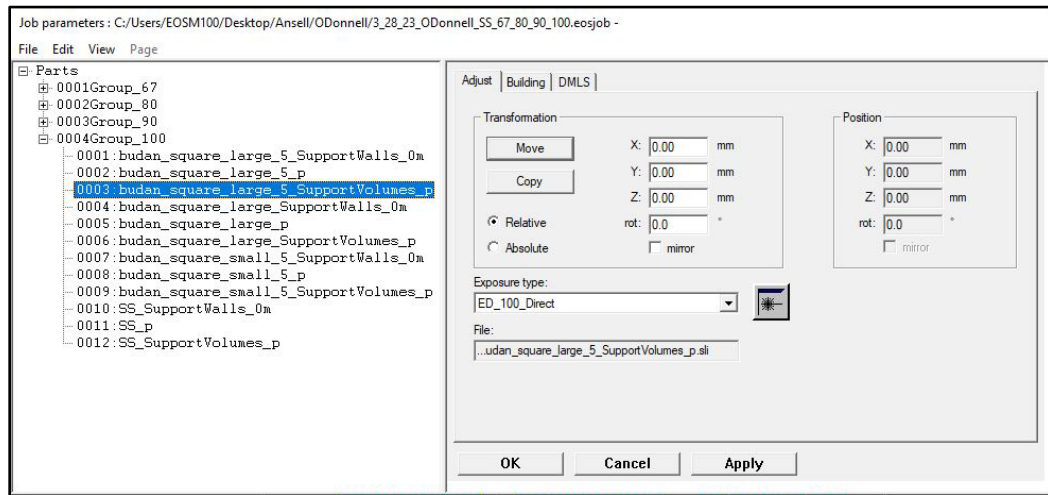 Job parameters : C:/Users/EOSM100/Desktop/Ansell/ODonnell/3_28_23_ODonnell_SS_67_80_90_100.eosjob -
File Edit View Page
Parts
0001Group_67
0002Group_80
0003Group_90
0004Group_100
0001:budan_square_large_5_SupportWalls_0m
0002:budan_square_large_5_p
0003:budan_square_large_5_SupportVolumes_p
0004:budan_square_large_SupportWalls_0m
0005:budan_square_large_p
0006:budan_square_large_SupportVolumes_p
0007:budan_square_small_5_SupportWalls_0m
0008:budan_square_small_5_p
0009:budan_square_small_5_SupportVolumes_p
0010:SS_SupportWalls_0m
0011:SS_p
0012:SS_SupportVolumes_p
Adjust Building DMLS
Transformation
Move X: 0.00 mm
Copy Y: 0.00 mm
Z: 0.00 mm
Relative rot: 0.0 °
Absolute mirror
Position
X: 0.00 mm
Y: 0.00 mm
Z: 0.00 mm
rot: 0.0 °
mirror
Exposure type:
ED_100_Direct
File:
...udan_square_large_5_SupportVolumes_p.sli
OK Cancel Apply